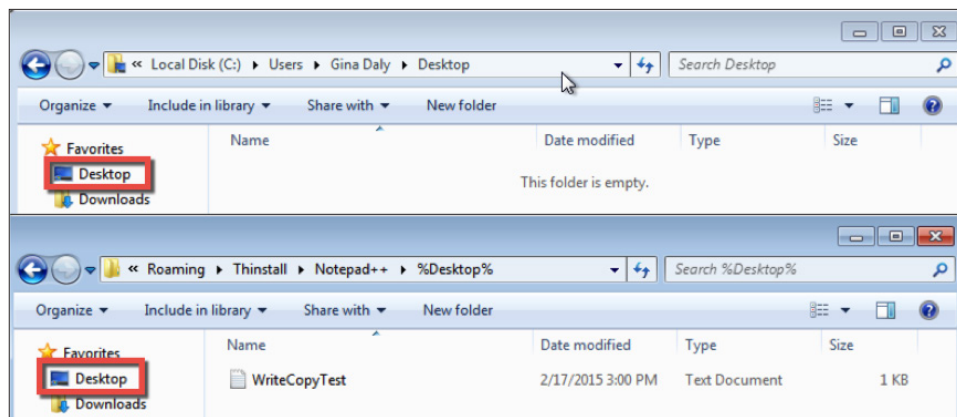 « Local Disk (C:) ▸ Users ▸ Gina Daly ▸ Desktop Search Desktop
Organize Include in library Share with New folder
Favorites Name Date modified Type Size
Desktop This folder is empty.
Downloads
« Roaming ▸ Thinstall ▸ Notepad++ ▸ %Desktop% Search %Desktop%
Organize Include in library Share with New folder
Favorites Name Date modified Type Size
Desktop WriteCopyTest 2/17/2015 3:00 PM Text Document 1 KB
Downloads